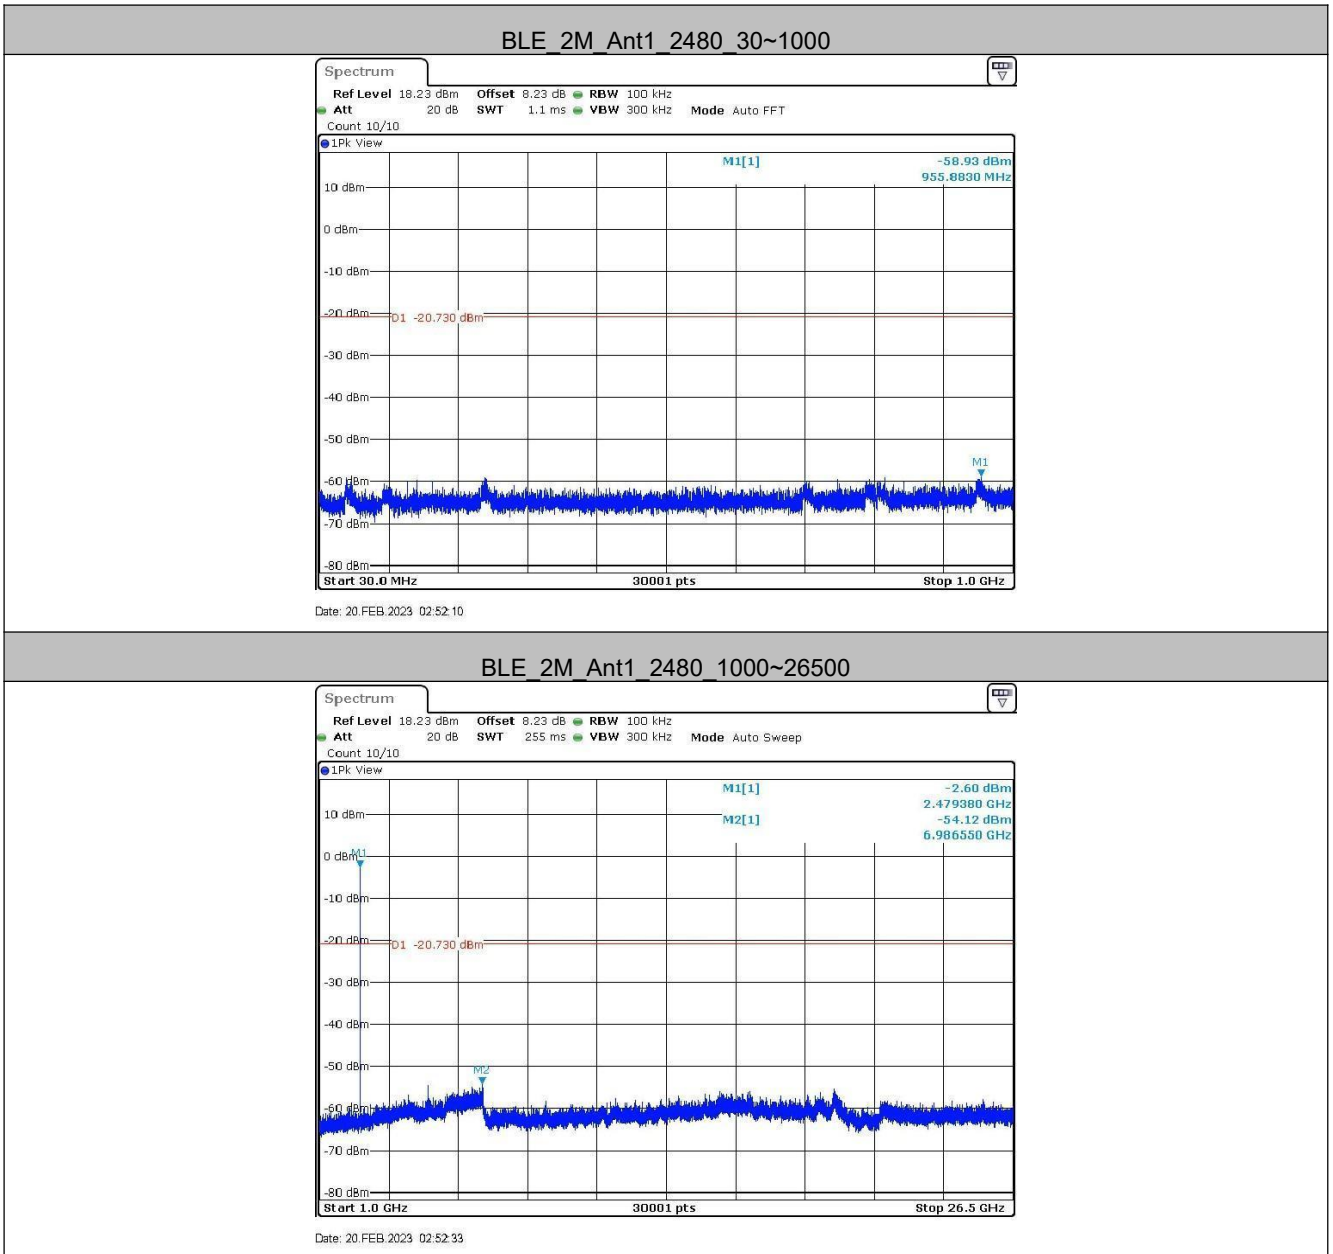 BLE_2M_Ant1_2480_30~1000
Spectrum
Ref Level 18.23 dBm Offset 8.23 dB RBW 100 kHz
Att 20 dB SWT 1.1 ms VBW 300 kHz Mode Auto FFT
Count 10/10
1Pk View
M1[1] -58.93 dBm
955.8830 MHz
10 dBm
0 dBm
-10 dBm
-20 dBm
D1 -20.730 dBm
-30 dBm
-40 dBm
-50 dBm
M1
-60 dBm
-70 dBm
-80 dBm
Start 30.0 MHz 30001 pts Stop 1.0 GHz
Date: 20.FEB.2023 02:52:10
BLE_2M_Ant1_2480_1000~26500
Spectrum
Ref Level 18.23 dBm Offset 8.23 dB RBW 100 kHz
Att 20 dB SWT 255 ms VBW 300 kHz Mode Auto Sweep
Count 10/10
1Pk View
M1[1] -2.60 dBm
2.479380 GHz
10 dBm
M2[1] -54.12 dBm
6.986550 GHz
0 dBm
M1
-10 dBm
-20 dBm
D1 -20.730 dBm
-30 dBm
-40 dBm
-50 dBm
M2
-60 dBm
-70 dBm
-80 dBm
Start 1.0 GHz 30001 pts Stop 26.5 GHz
Date: 20.FEB.2023 02:52:33